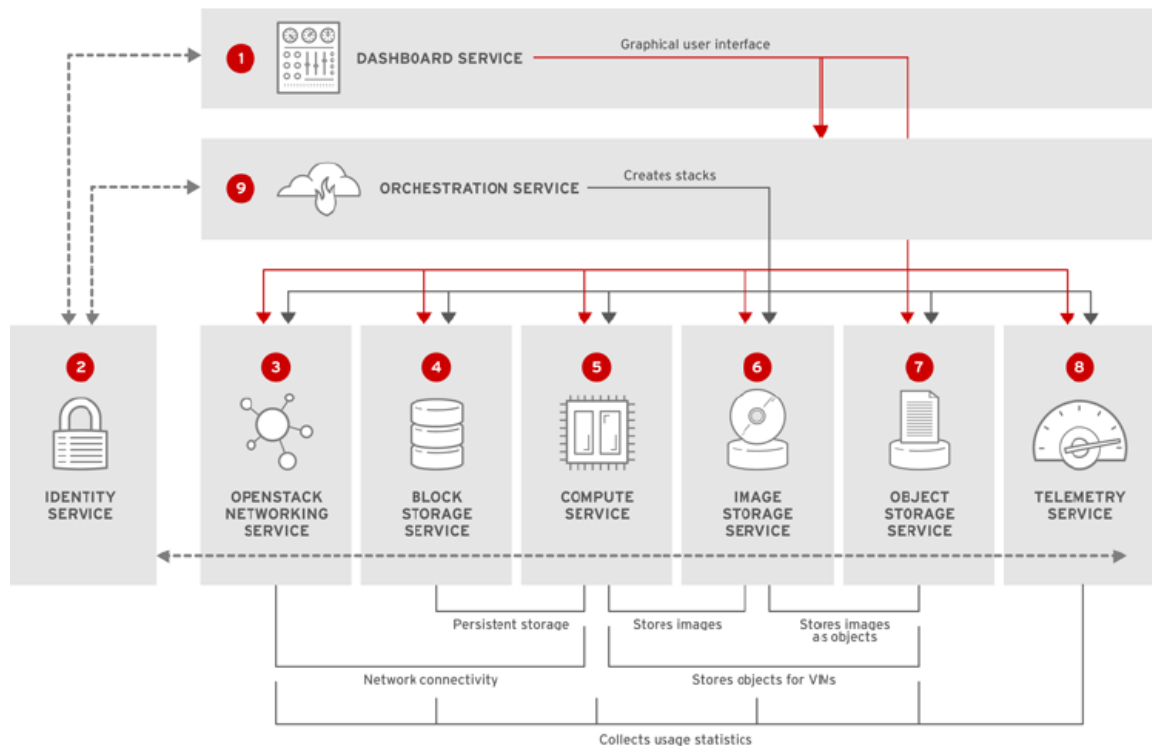 1
DASHBOARD SERVICE
Graphical user interface
9
ORCHESTRATION SERVICE
Creates stacks
2
IDENTITY
SERVICE
3
OPENSTACK
NETWORKING
SERVICE
4
BLOCK
STORAGE
SERVICE
5
COMPUTE
SERVICE
6
IMAGE
STORAGE
SERVICE
7
OBJECT
STORAGE
SERVICE
8
TELEMETRY
SERVICE
Persistent storage
Stores images
Stores images
as objects
Network connectivity
Stores objects for VMs
Collects usage statistics